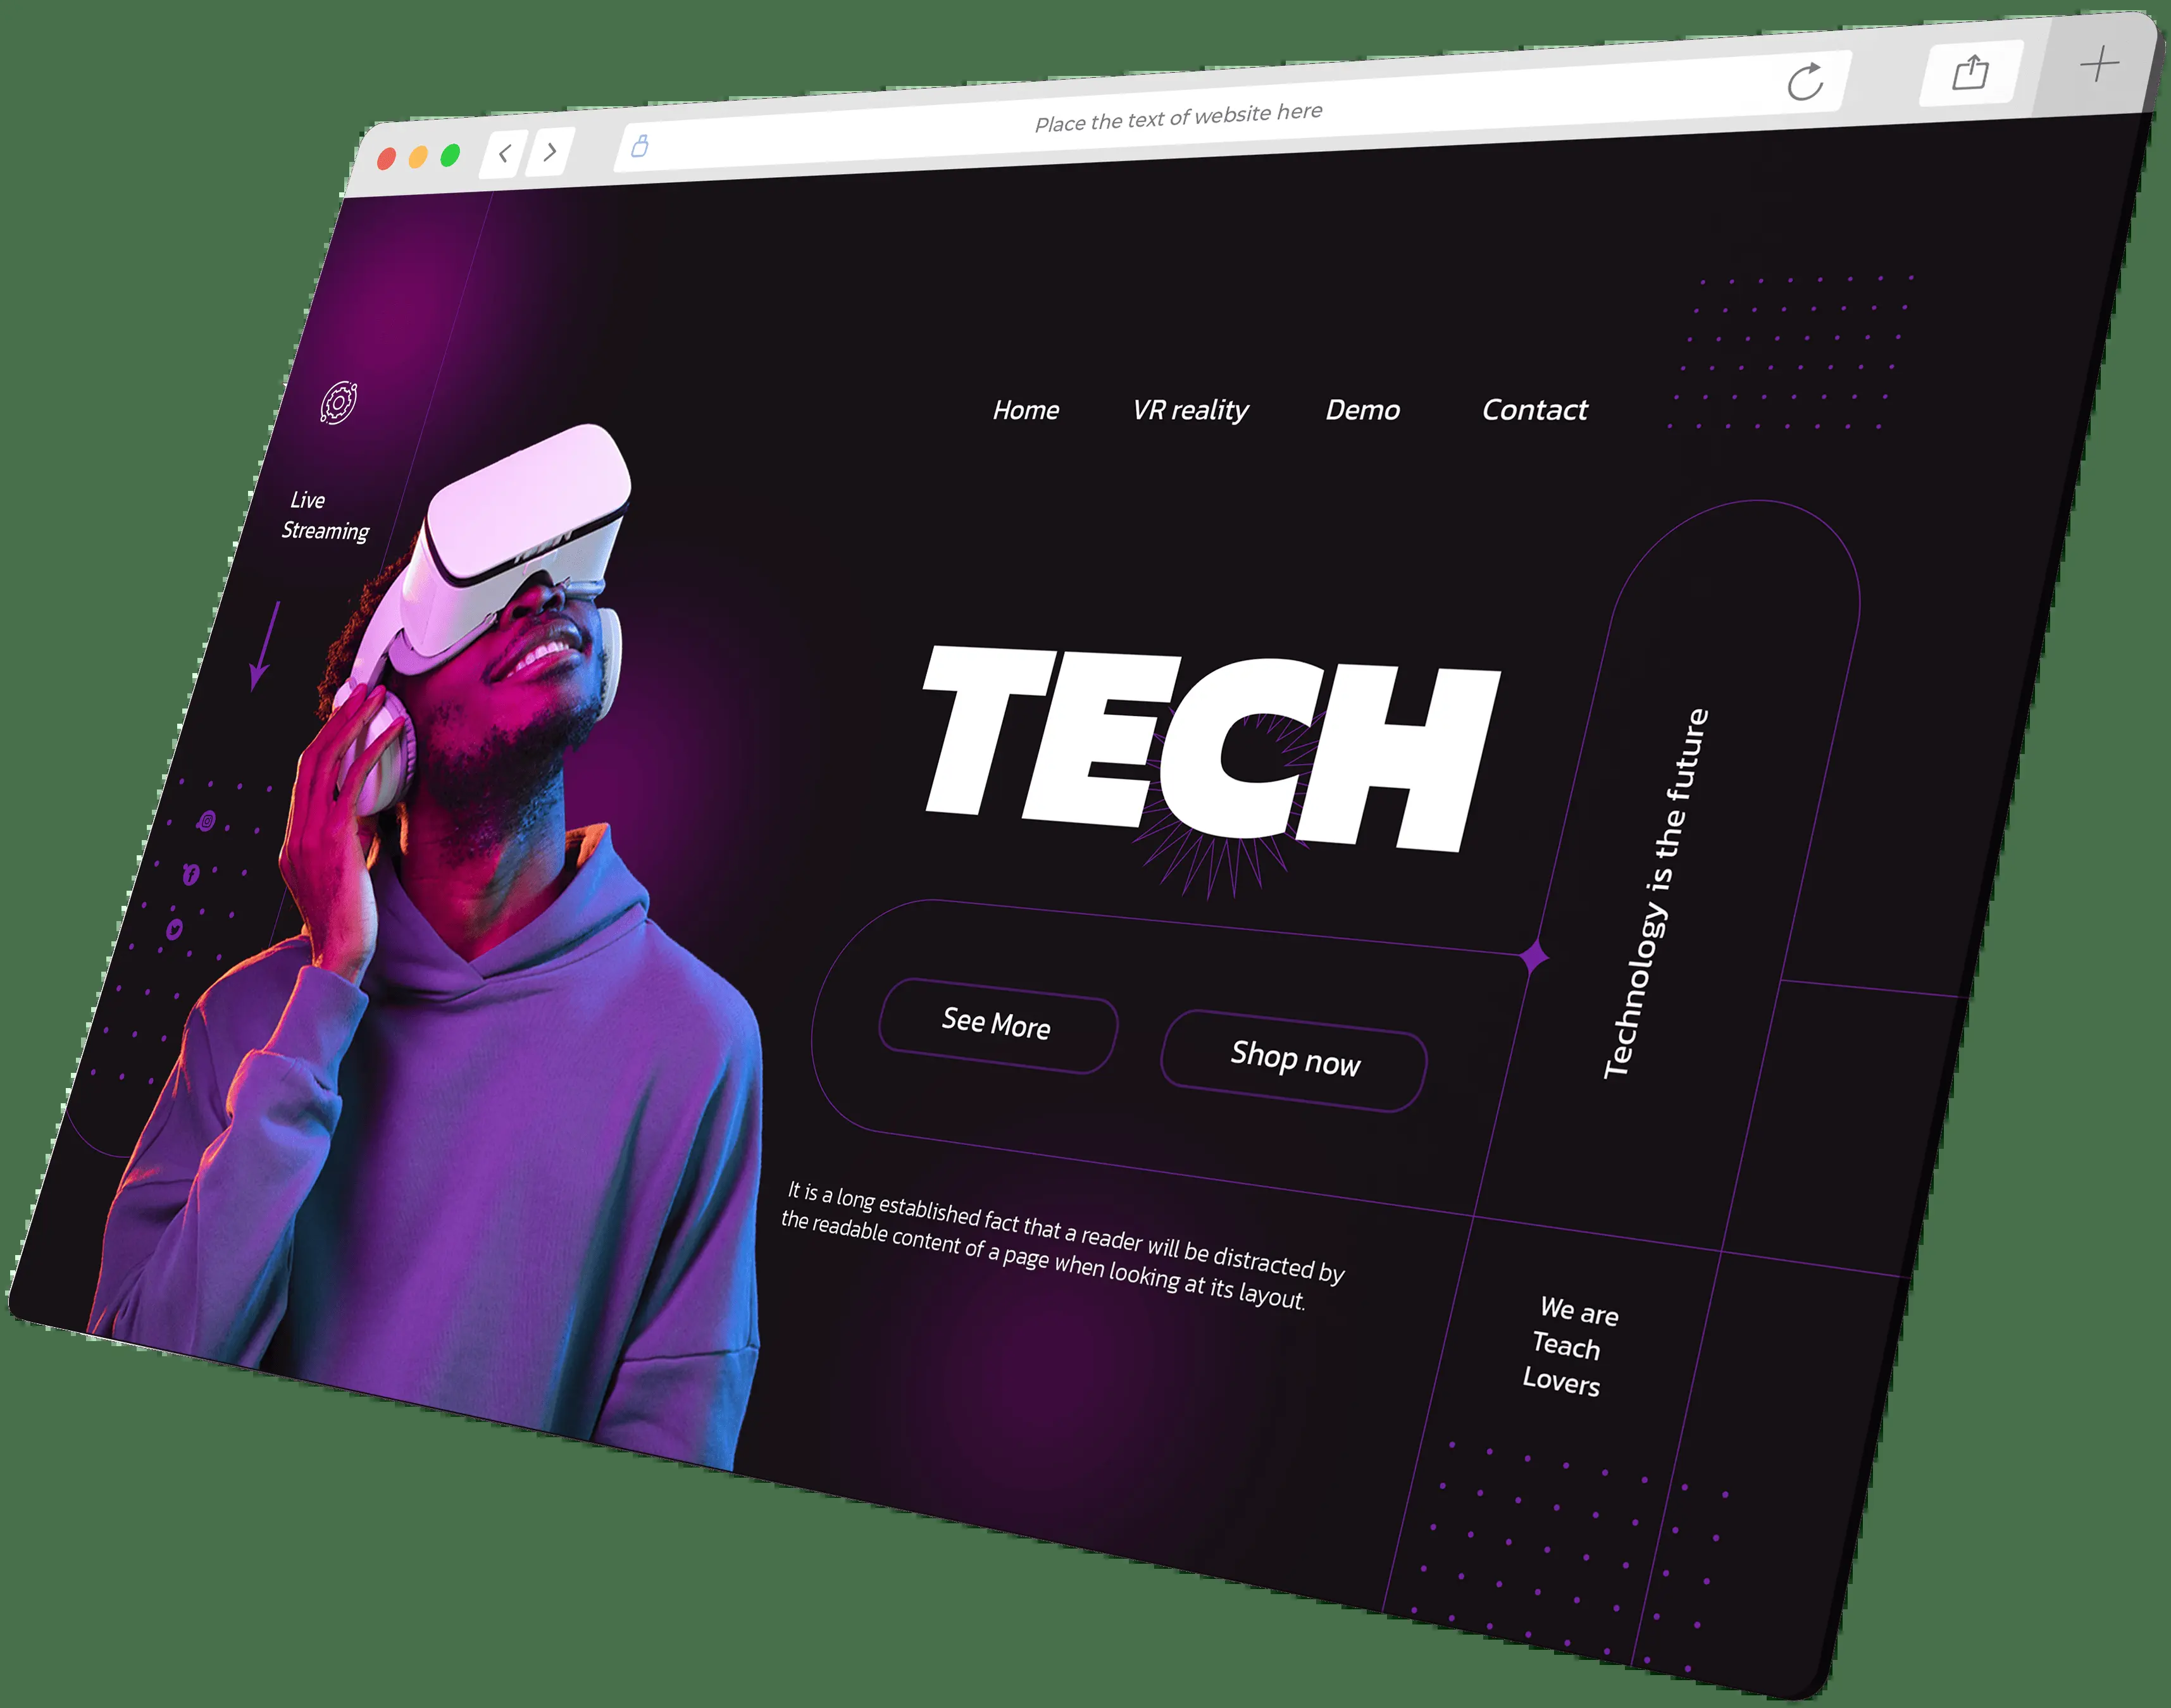 Place the text of website here
Home VR reality Demo Contact
Live
Streaming
TECH
Technology is the future
See More
Shop now
It is a long established fact that a reader will be distracted by
the readable content of a page when looking at its layout.
We are
Teach
Lovers